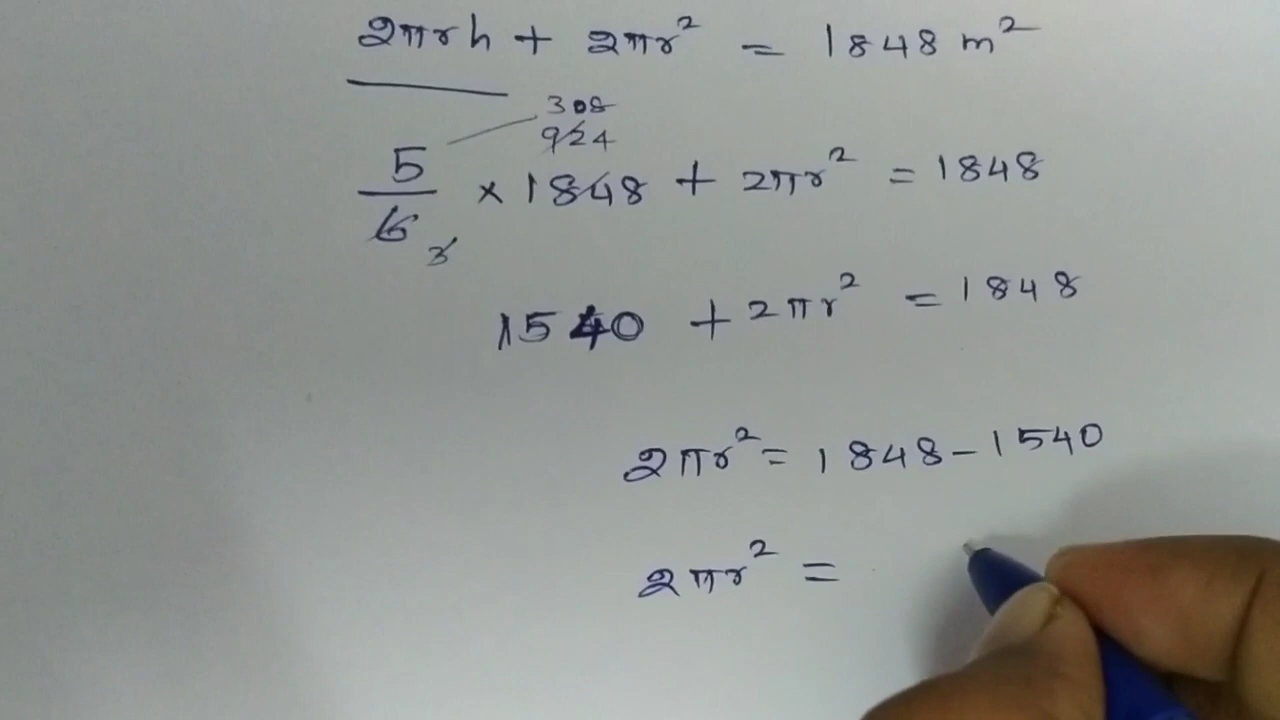 2πrh + 2πr² = 1848 m²
308
924
5/6 3 × 1848 + 2πr² = 1848
1540 + 2πr² = 1848
2πr² = 1848 - 1540
2πr² =